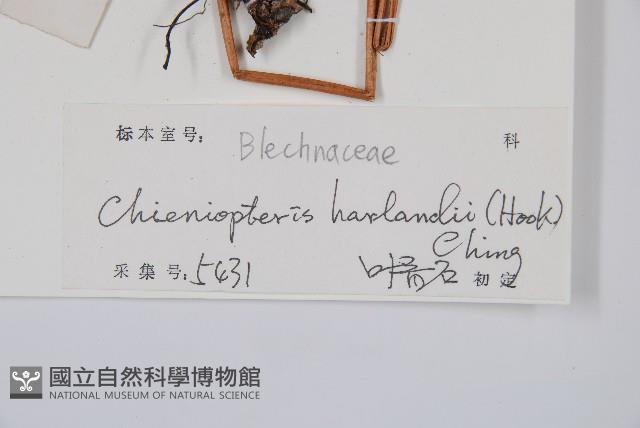 标本室号: Blechnaceae 科
Chieniopteris harlandii (Hook)
Ching
采集号: 5431 初定
國立自然科學博物館
NATIONAL MUSEUM OF NATURAL SCIENCE